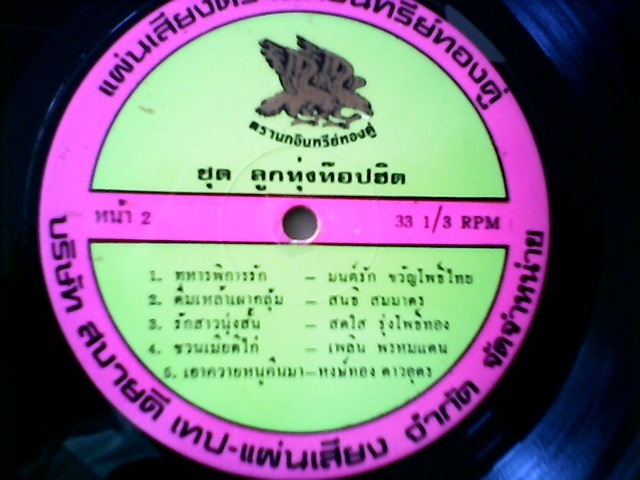 แผ่นเสียงตรานกอินทรีย์ทองคู่
ตรานกอินทรีย์ทองคู่
ชุด ลูกทุ่งท๊อปฮิต
หน้า 2
33 1/3 RPM
1. ทหารพิการรัก – มนต์รัก ขวัญโพธิ์ไทย
2. ดื่มเหล้าเผากลุ้ม – สนธิ สมมาตร
3. รักสาวนุ่งสั้น – สดใส รุ่งโพธิ์ทอง
4. ชวนเมียตีไก่ – เพลิน พรหมแดน
5. เอาควายหนูคืนมา – หงษ์ทอง ดาวอุดร
บริษัท สบายดี เทป-แผ่นเสียง จำกัด จัดจำหน่าย